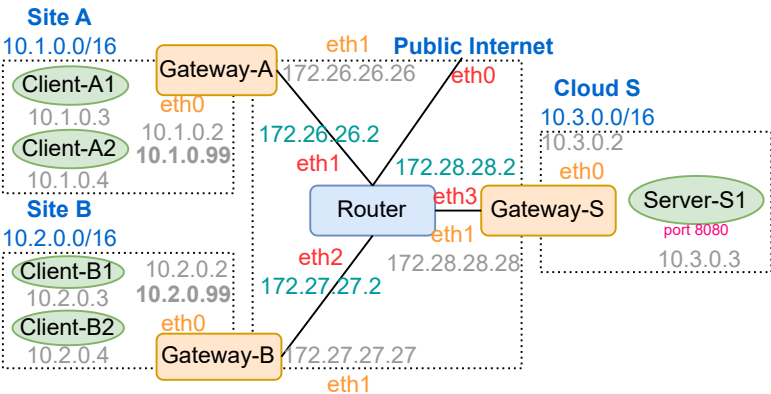 Site A
10.1.0.0/16
eth1
Public Internet
Gateway-A
172.26.26.26
eth0
Client-A1
eth0
Cloud S
10.3.0.0/16
10.1.0.3
10.1.0.2
172.26.26.2
10.3.0.2
Client-A2
10.1.0.99
eth1
172.28.28.2
eth0
10.1.0.4
Site B
Router
eth3
Gateway-S
Server-S1
port 8080
10.2.0.0/16
eth1
eth2
172.28.28.28
10.3.0.3
Client-B1
10.2.0.2
172.27.27.2
10.2.0.3
10.2.0.99
Client-B2
eth0
10.2.0.4
Gateway-B
172.27.27.27
eth1